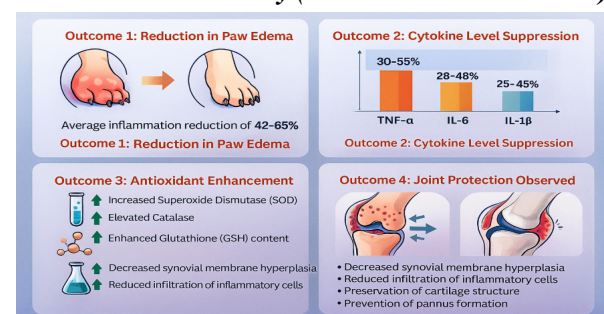 Outcome 1: Reduction in Paw Edema
Average inflammation reduction of 42–65%
Outcome 1: Reduction in Paw Edema
Outcome 2: Cytokine Level Suppression
30–55%
28–48%
25–45%
TNF-α
IL-6
IL-1β
Outcome 2: Cytokine Level Suppression
Outcome 3: Antioxidant Enhancement
Increased Superoxide Dismutase (SOD)
Elevated Catalase
Enhanced Glutathione (GSH) content
Decreased synovial membrane hyperplasia
Reduced infiltration of inflammatory cells
Outcome 4: Joint Protection Observed
• Decreased synovial membrane hyperplasia
• Reduced infiltration of inflammatory cells
• Preservation of cartilage structure
• Prevention of pannus formation